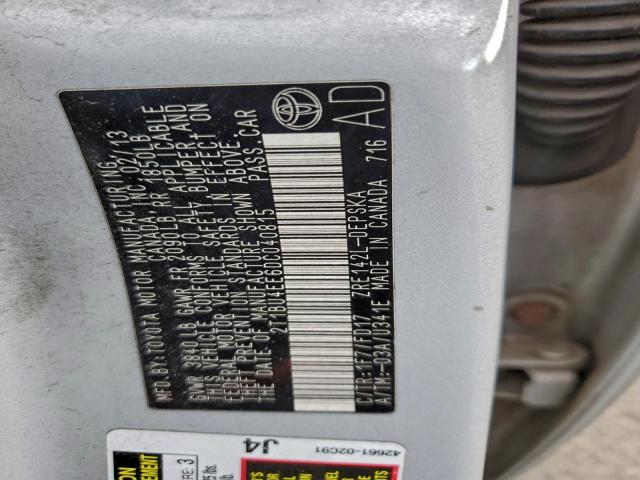 MFD BY: TOYOTA MOTOR MANUFACTURING
CANADA, INC. 02/13
GVWR 3840LB GAWR FR 2090LB RR 1850LB
THIS VEHICLE CONFORMS TO ALL APPLICABLE
FEDERAL MOTOR VEHICLE SAFETY, BUMPER, AND
THEFT PREVENTION STANDARDS IN EFFECT ON
THE DATE OF MANUFACTURE SHOWN ABOVE.
2T1BU4EE6DC040815 PASS.CAR
C/TR:1F7/FD17 ZRE142L-DEPSKA
A/TM:-03A/U341E MADE IN CANADA 716
AD
42661-02C91
J4